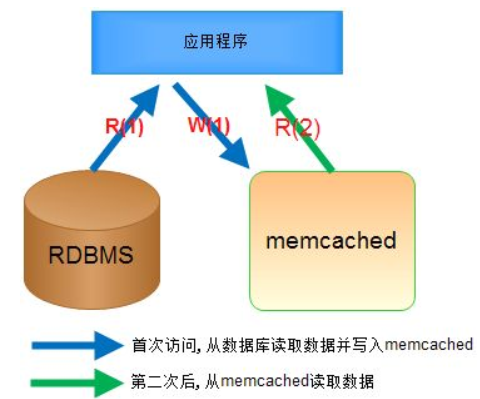 应用程序
R(1)
W(1)
R(2)
RDBMS
memcached
首次访问, 从数据库读取数据并写入memcached
第二次后, 从memcached读取数据